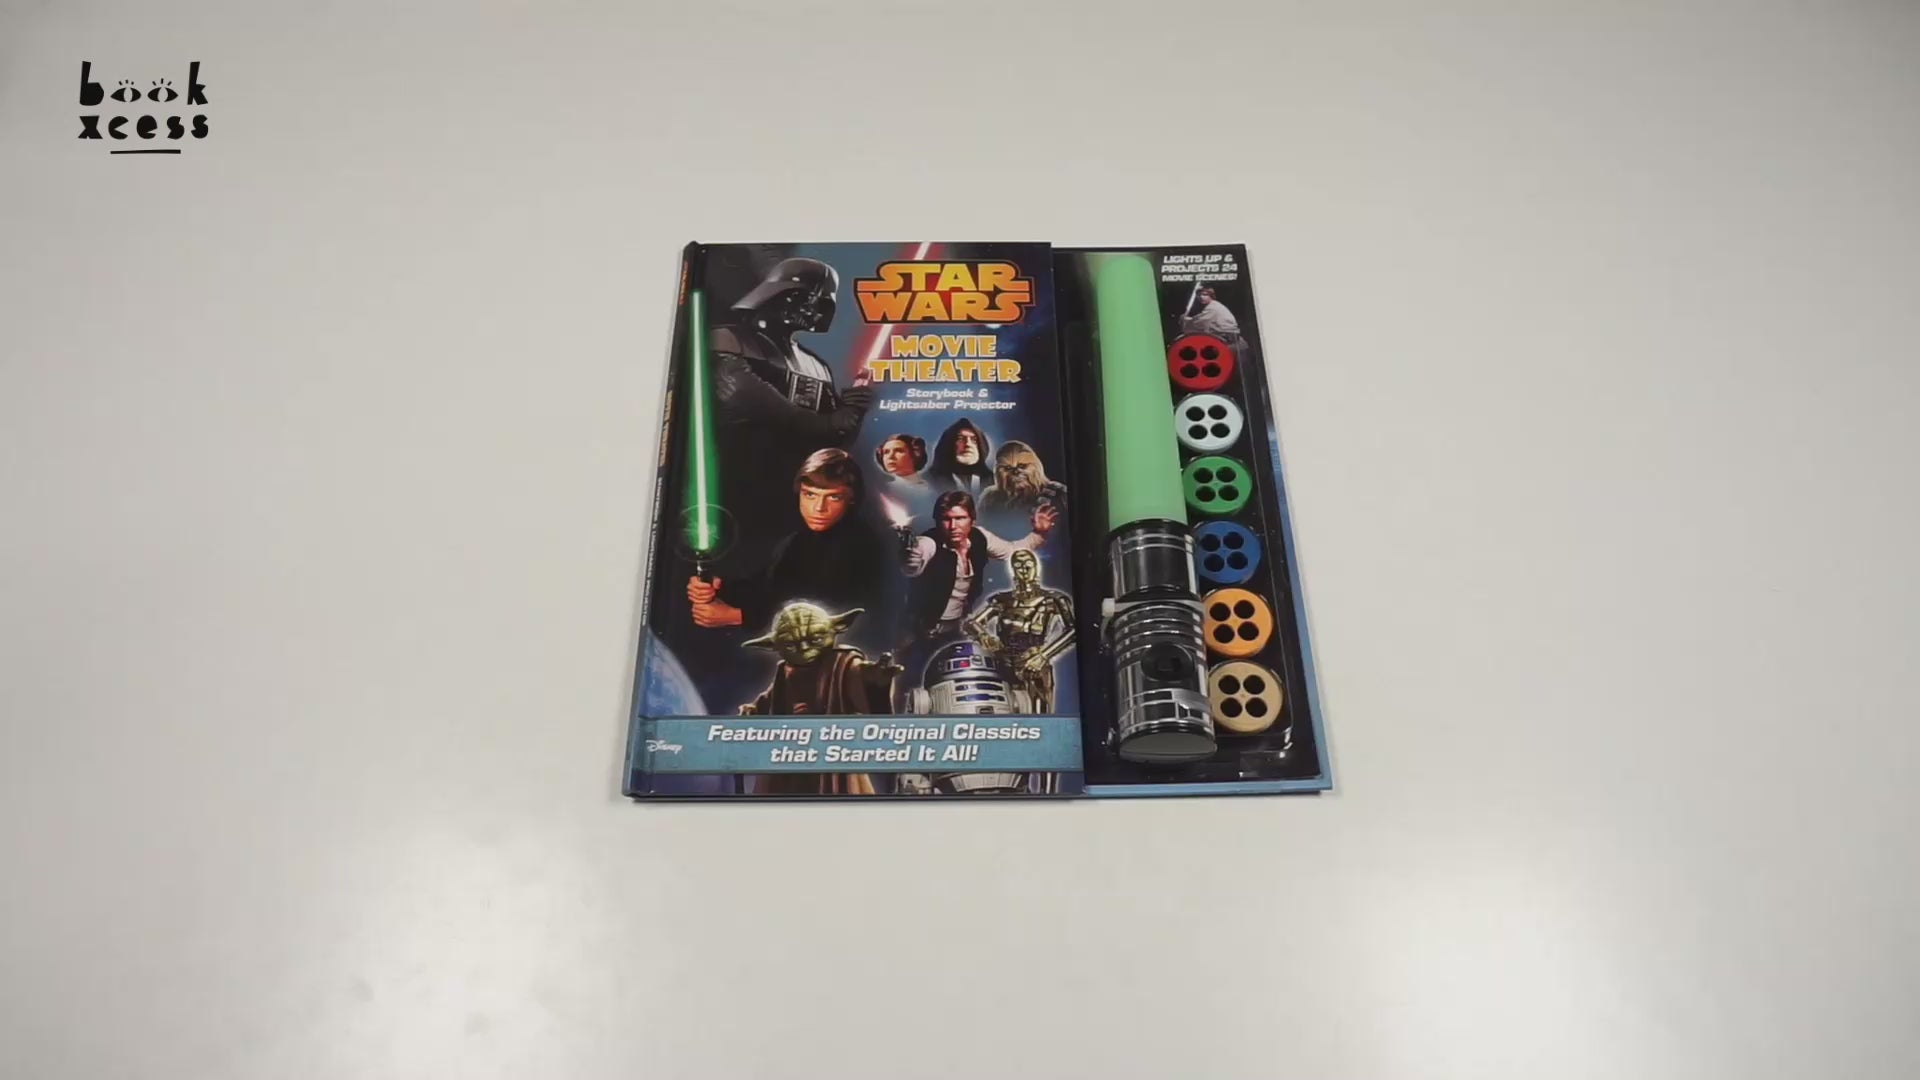 book
xcess
STAR
WARS
MOVIE
THEATER
Storybook &
Lightsaber Projector
Featuring the Original Classics
that Started It All!
Disney
LIGHTS UP &
PROJECTS 24
MOVIE SCENES!